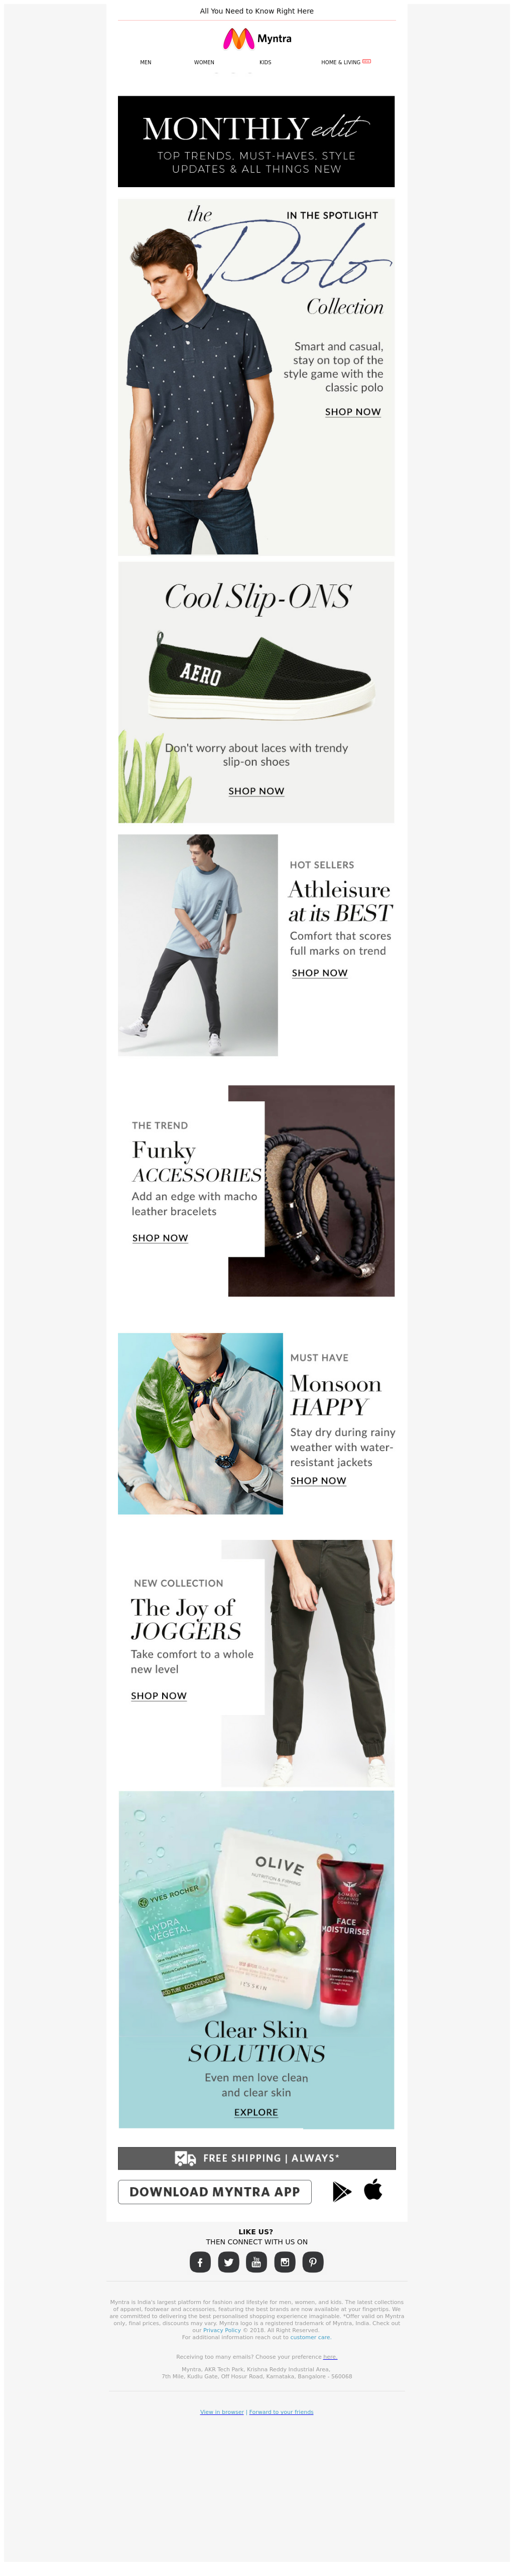 All You Need to Know Right Here
Myntra
MEN WOMEN KIDS HOME & LIVING
MONTHLY edit
TOP TRENDS, MUST-HAVES, STYLE
UPDATES & ALL THINGS NEW
IN THE SPOTLIGHT
the
Polo
Collection
Smart and casual,
stay on top of the
style game with the
classic polo
SHOP NOW
Cool Slip-ONS
AERO
Don't worry about laces with trendy
slip-on shoes
SHOP NOW
HOT SELLERS
Athleisure
at its BEST
Comfort that scores
full marks on trend
SHOP NOW
THE TREND
Funky
ACCESSORIES
Add an edge with macho
leather bracelets
SHOP NOW
MUST HAVE
Monsoon
HAPPY
Stay dry during rainy
weather with water-
resistant jackets
SHOP NOW
NEW COLLECTION
The Joy of
JOGGERS
Take comfort to a whole
new level
SHOP NOW
YVES ROCHER
HYDRA
VÉGÉTAL
OLIVE
NUTRITION & FIRMING
IT'S SKIN
BOMBAY
SHAVING
COMPANY
FACE
MOISTURISER
Clear Skin
SOLUTIONS
Even men love clean
and clear skin
EXPLORE
FREE SHIPPING | ALWAYS*
DOWNLOAD MYNTRA APP
LIKE US?
THEN CONNECT WITH US ON
Myntra is India's largest platform for fashion and lifestyle for men, women, and kids. The latest collections
of apparel, footwear and accessories, featuring the best brands are now available at your fingertips. We
are committed to delivering the best personalised shopping experience imaginable. *Offer valid on Myntra
only, final prices, discounts may vary. Myntra logo is a registered trademark of Myntra, India. Check out
our Privacy Policy © 2018. All Right Reserved.
For additional information reach out to customer care.
Receiving too many emails? Choose your preference here.
Myntra, AKR Tech Park, Krishna Reddy Industrial Area,
7th Mile, Kudlu Gate, Off Hosur Road, Karnataka, Bangalore - 560068
View in browser | Forward to your friends